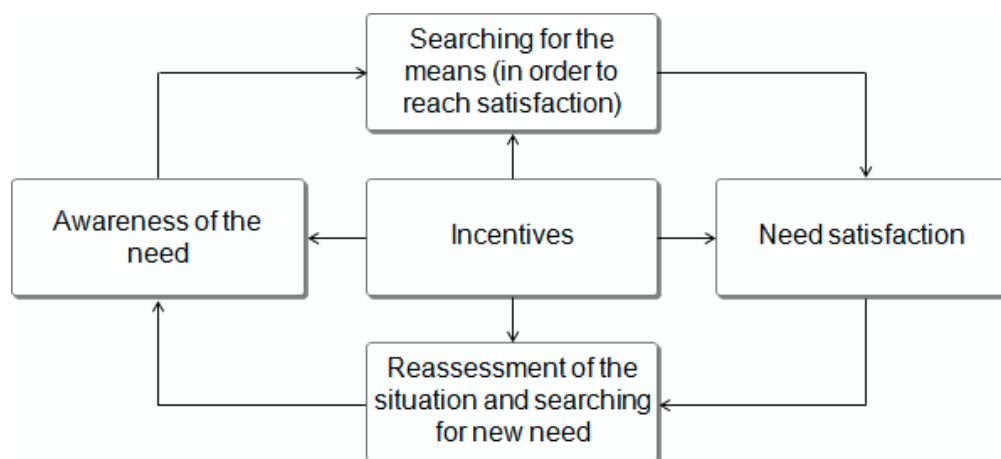 Searching for the
means (in order to
reach satisfaction)
Awareness of the
need
Incentives
Need satisfaction
Reassessment of the
situation and searching
for new need